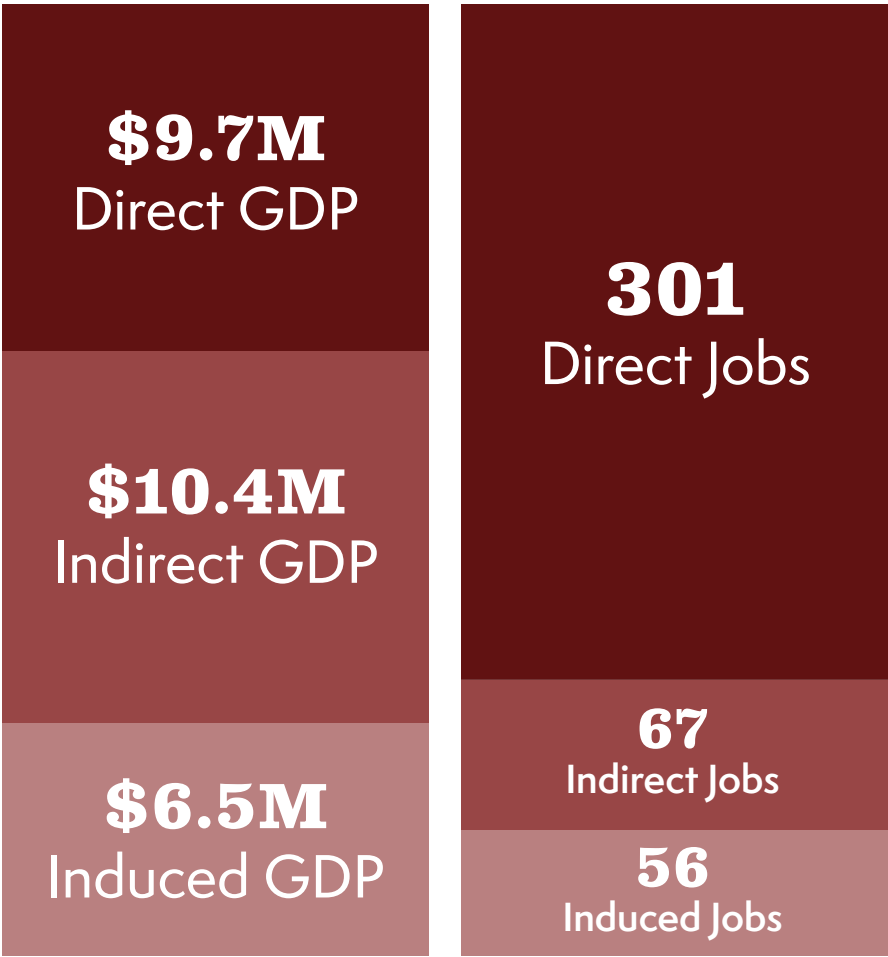 $9.7M
Direct GDP
$10.4M
Indirect GDP
$6.5M
Induced GDP
301
Direct Jobs
67
Indirect Jobs
56
Induced Jobs